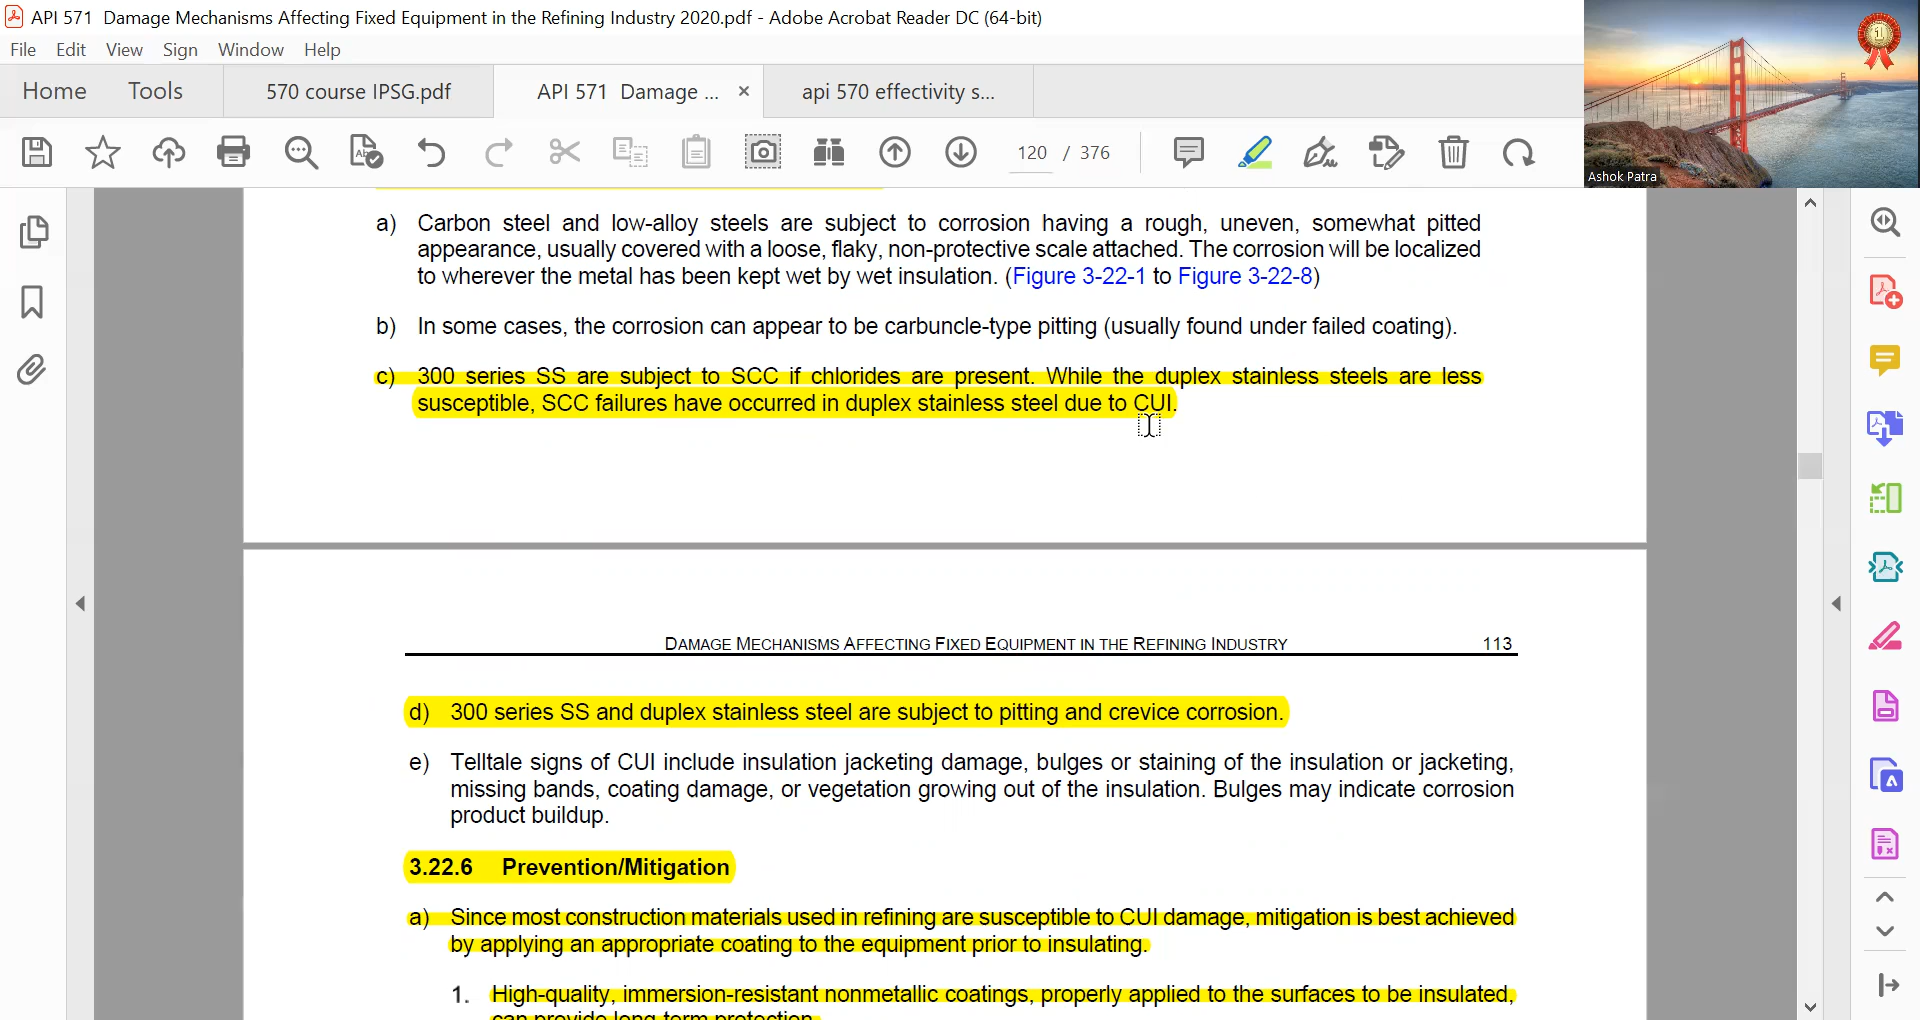 API 571 Damage Mechanisms Affecting Fixed Equipment in the Refining Industry 2020.pdf - Adobe Acrobat Reader DC (64-bit)
File Edit View Sign Window Help
Home Tools 570 course IPSG.pdf API 571 Damage ... × api 570 effectivity s...
120 / 376
1
Ashok Patra
a) Carbon steel and low-alloy steels are subject to corrosion having a rough, uneven, somewhat pitted
appearance, usually covered with a loose, flaky, non-protective scale attached. The corrosion will be localized
to wherever the metal has been kept wet by wet insulation. (Figure 3-22-1 to Figure 3-22-8)
b) In some cases, the corrosion can appear to be carbuncle-type pitting (usually found under failed coating).
c) 300 series SS are subject to SCC if chlorides are present. While the duplex stainless steels are less
susceptible, SCC failures have occurred in duplex stainless steel due to CUI.
DAMAGE MECHANISMS AFFECTING FIXED EQUIPMENT IN THE REFINING INDUSTRY 113
d) 300 series SS and duplex stainless steel are subject to pitting and crevice corrosion.
e) Telltale signs of CUI include insulation jacketing damage, bulges or staining of the insulation or jacketing,
missing bands, coating damage, or vegetation growing out of the insulation. Bulges may indicate corrosion
product buildup.
3.22.6 Prevention/Mitigation
a) Since most construction materials used in refining are susceptible to CUI damage, mitigation is best achieved
by applying an appropriate coating to the equipment prior to insulating.
1. High-quality, immersion-resistant nonmetallic coatings, properly applied to the surfaces to be insulated,
can provide long-term protection.